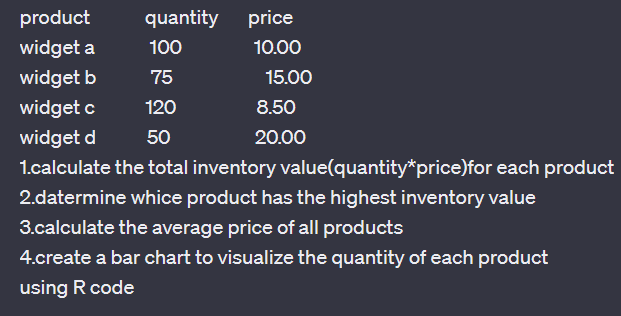 product quantity price
widget a 100 10.00
widget b 75 15.00
widget c 120 8.50
widget d 50 20.00
1.calculate the total inventory value(quantity*price)for each product
2.datermine whice product has the highest inventory value
3.calculate the average price of all products
4.create a bar chart to visualize the quantity of each product
using R code